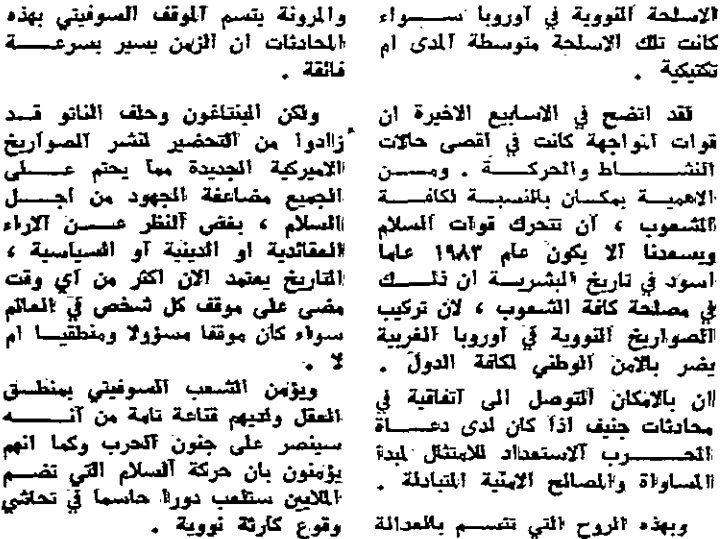 الاسلحة النووية في اوروبا سواء
كانت تلك الاسلحة متوسطة المدى ام
تكتيكية .
لقد اتضح في الاسابيع الاخيرة ان
قوات المواجهة كانت في اقصى حالات
النشاط والحركة . ومن
الاهمية بمكان بالنسبة لكافة
الشعوب ، ان تتحرك قوات السلام
ويسعدنا الا يكون عام ١٩٨٣ عاما
اسود في تاريخ البشرية ان ذلك
في مصلحة كافة الشعوب ، لان تركيب
الصواريخ النووية في اوروبا الغربية
يضر بالامن الوطني لكافة الدول .
ان بالامكان التوصل الى اتفاقية في
محادثات جنيف اذا كان لدى دعاة
الحرب الاستعداد للامتثال لمبدأ
المساواة والمصالح الامنية المتبادلة .
وبهذه الروح التي تتسم بالعدالة
والمرونة يتسم الموقف السوفيتي بهذه
المحادثات ان الزمن يسير بسرعة
فائقة .
ولكن البنتاغون وحلف الناتو قد
زادوا من التحضير لنشر الصواريخ
الاميركية الجديدة مما يحتم على
الجميع مضاعفة الجهود من اجل
السلام ، بغض النظر عن الاراء
العقائدية او الدينية او السياسية ،
التاريخ يعتمد الان اكثر من اي وقت
مضى على موقف كل شخص في العالم
سواء كان موقفا مسؤولا ومنطقيا ام
لا .
ويؤمن الشعب السوفيتي بمنطق
العقل ولديهم قناعة تامة من انه
سينصر على جنون الحرب وكما انهم
يؤمنون بان حركة السلام التي تضم
الملايين ستلعب دورا حاسما في تحاشي
وقوع كارثة نووية .